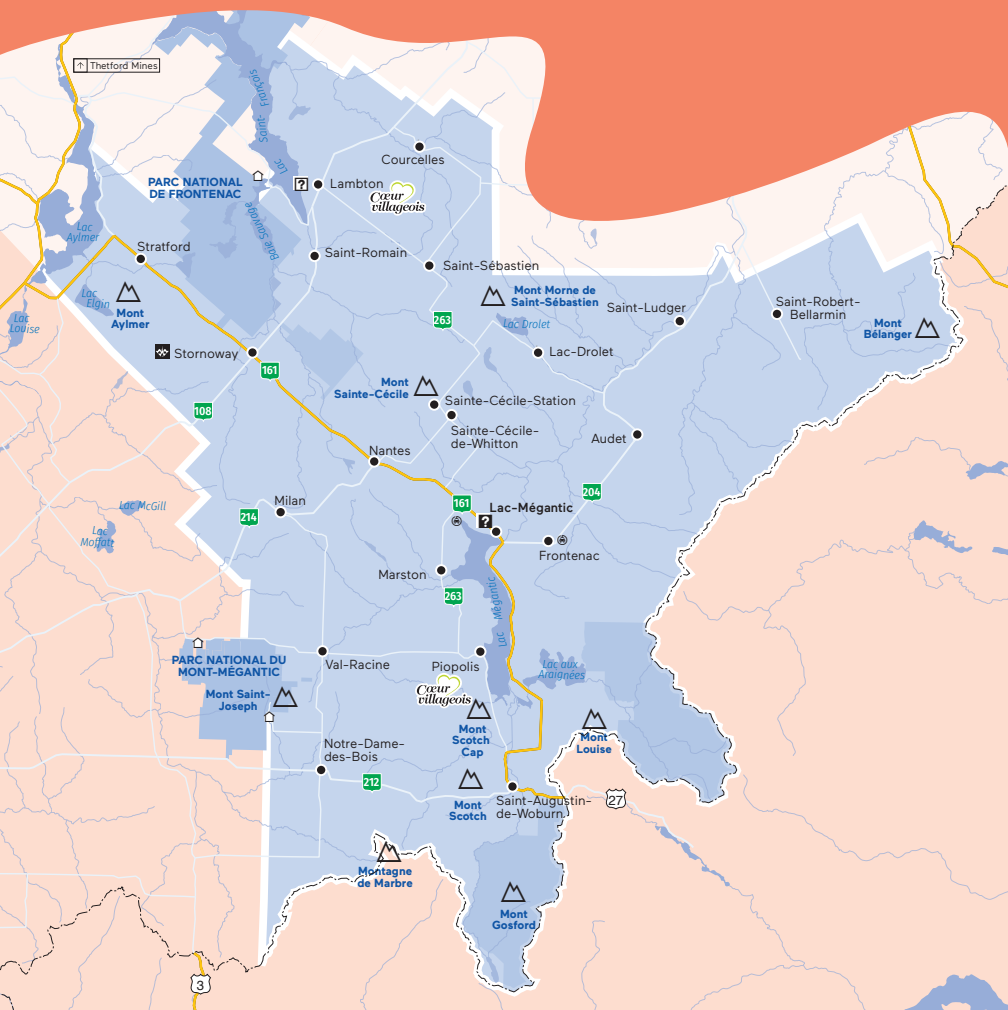 Thetford Mines
Lac Saint-François
Courcelles
PARC NATIONAL
DE FRONTENAC
?
Lambton
Cœur
villageois
Baie Sauvage
Lac
Aylmer
Stratford
Saint-Romain
Saint-Sébastien
Lac
Elgin
Mont
Aylmer
Lac
Louise
Mont Morne de
Saint-Sébastien
Saint-Ludger
Saint-Robert-
Bellarmin
Mont
Bélanger
263
Lac Drolet
Stornoway
161
Lac-Drolet
Mont
Sainte-Cécile
Sainte-Cécile-Station
108
Sainte-Cécile-
de-Whitton
Audet
Nantes
Milan
Lac McGill
214
161
204
Lac-Mégantic
?
Lac
Moffatt
Frontenac
Marston
263
Lac Mégantic
PARC NATIONAL DU
MONT-MÉGANTIC
Val-Racine
Piopolis
Lac aux
Araignées
Cœur
villageois
Mont Saint-
Joseph
Mont
Scotch
Cap
Mont
Louise
Notre-Dame-
des-Bois
212
Mont
Scotch
Saint-Augustin-
de-Woburn
27
Montagne
de Marbre
Mont
Gosford
3